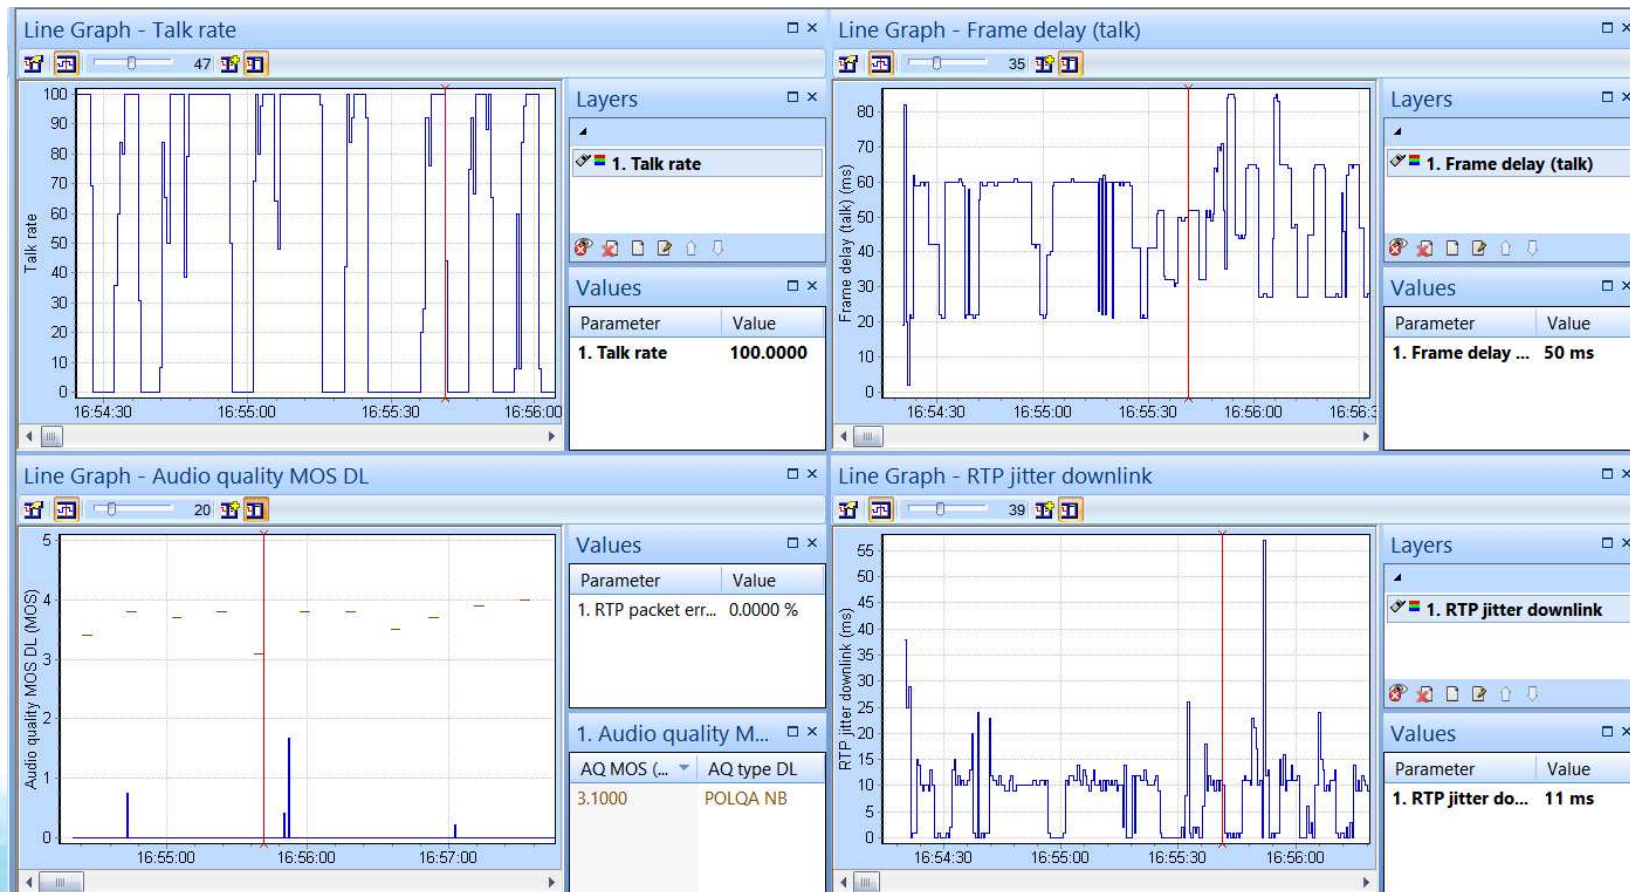 Line Graph - Talk rate
47
100
90
80
70
60
50
40
30
20
10
0
Talk rate
16:54:30 16:55:00 16:55:30 16:56:00
Layers
1. Talk rate
Values
Parameter Value
1. Talk rate 100.0000
Line Graph - Frame delay (talk)
35
80
70
60
50
40
30
20
10
0
Frame delay (talk) (ms)
16:54:30 16:55:00 16:55:30 16:56:00 16:56:3
Layers
1. Frame delay (talk)
Values
Parameter Value
1. Frame delay ... 50 ms
Line Graph - Audio quality MOS DL
20
5
4
3
2
1
0
Audio quality MOS DL (MOS)
16:55:00 16:56:00 16:57:00
Values
Parameter Value
1. RTP packet err... 0.0000 %
1. Audio quality M...
AQ MOS (... AQ type DL
3.1000 POLQA NB
Line Graph - RTP jitter downlink
39
55
50
45
40
35
30
25
20
15
10
5
0
RTP jitter downlink (ms)
16:54:30 16:55:00 16:55:30 16:56:00
Layers
1. RTP jitter downlink
Values
Parameter Value
1. RTP jitter do... 11 ms